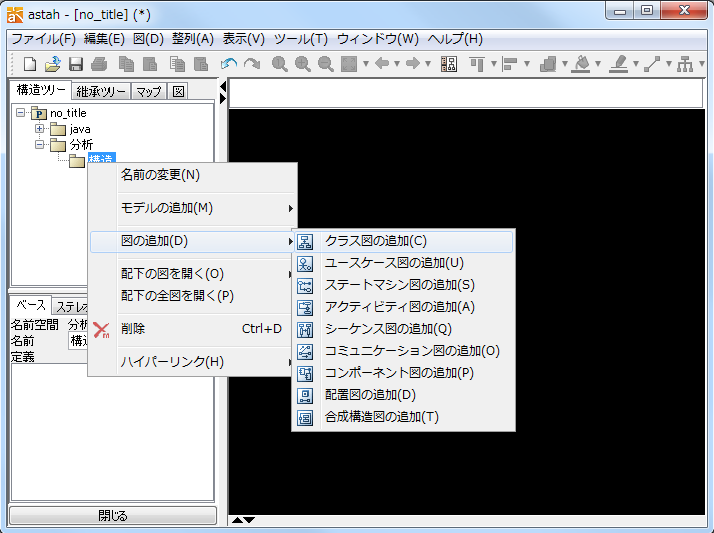 astah - [no_title] (*)
ファイル(F) 編集(E) 図(D) 整列(A) 表示(V) ツール(T) ウィンドウ(W) ヘルプ(H)
構造ツリー 継承ツリー マップ 図
no_title
java
分析
構造
名前の変更(N)
モデルの追加(M)
図の追加(D)
配下の図を開く(O)
配下の全図を開く(P)
削除 Ctrl+D
ハイパーリンク(H)
クラス図の追加(C)
ユースケース図の追加(U)
ステートマシン図の追加(S)
アクティビティ図の追加(A)
シーケンス図の追加(Q)
コミュニケーション図の追加(O)
コンポーネント図の追加(P)
配置図の追加(D)
合成構造図の追加(T)
ベース ステレオ
名前空間 分析
名前 構造
定義
閉じる